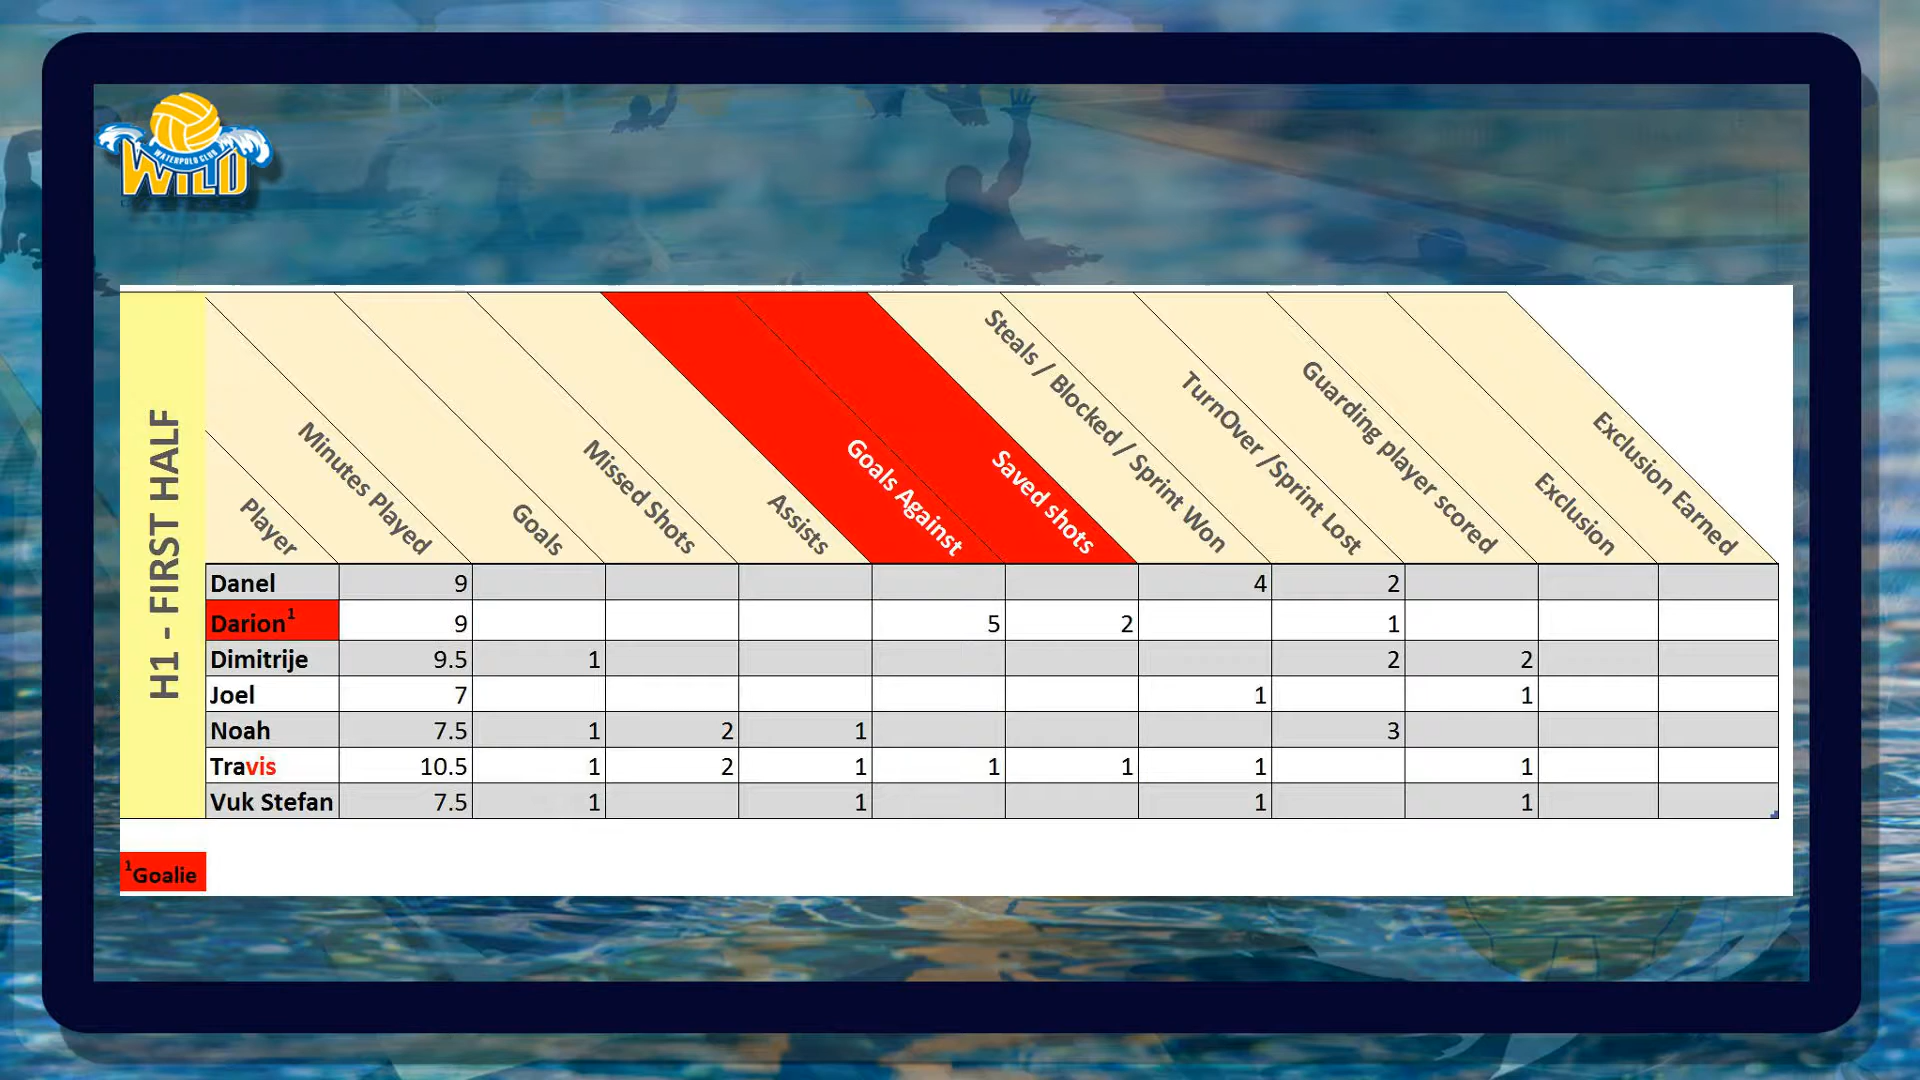 WATERPOLO CLUB
WILD
H1 - FIRST HALF
Player
Minutes Played
Goals
Missed Shots
Assists
Goals Against
Saved shots
Steals / Blocked / Sprint Won
TurnOver /Sprint Lost
Guarding player scored
Exclusion
Exclusion Earned
Danel 9 4 2
Darion¹ 9 5 2 1
Dimitrije 9.5 1 2 2
Joel 7 1 1
Noah 7.5 1 2 1 3
Travis 10.5 1 2 1 1 1 1 1
Vuk Stefan 7.5 1 1 1 1
¹Goalie